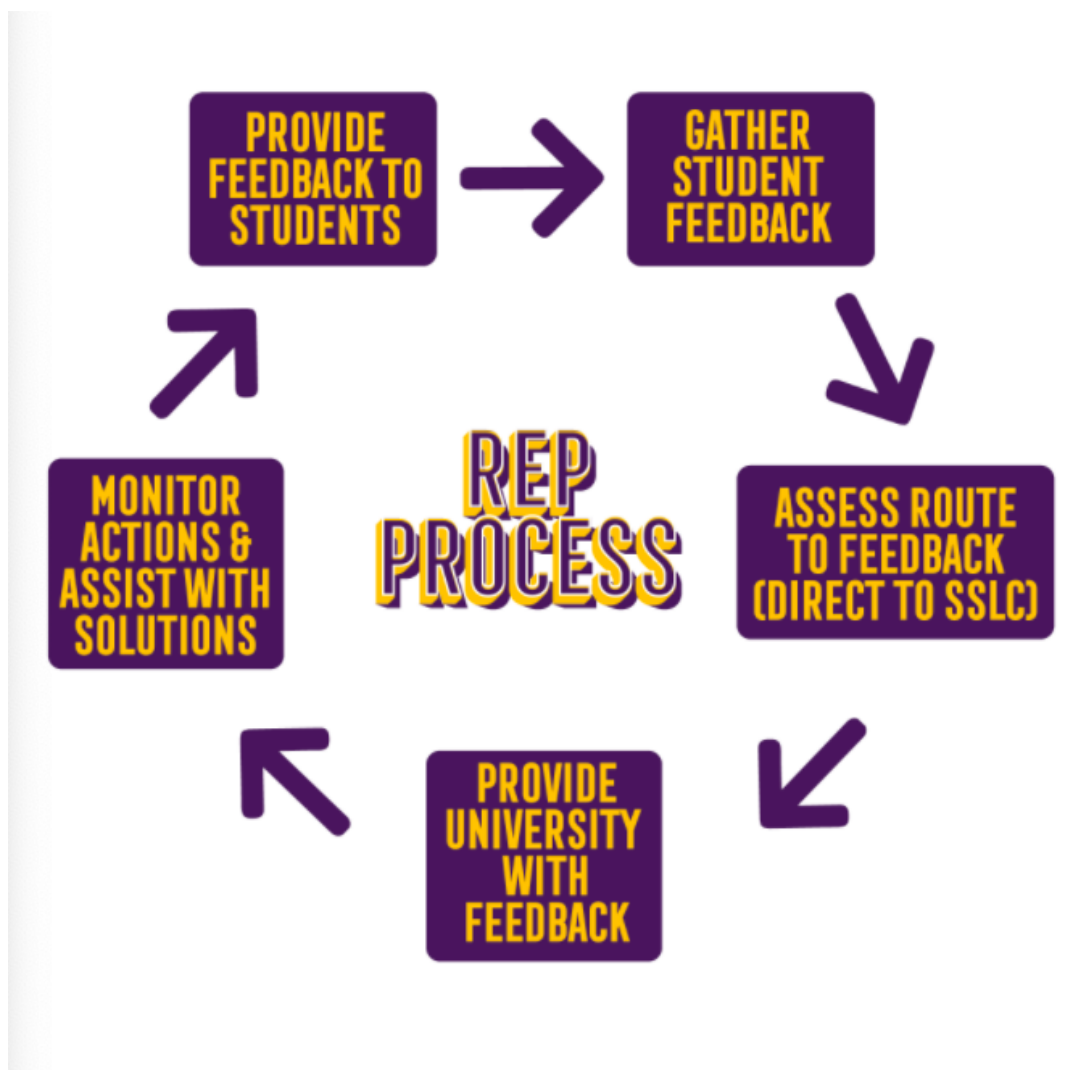 PROVIDE
FEEDBACK TO
STUDENTS
GATHER
STUDENT
FEEDBACK
REP
PROCESS
MONITOR
ACTIONS &
ASSIST WITH
SOLUTIONS
ASSESS ROUTE
TO FEEDBACK
(DIRECT TO SSLC)
PROVIDE
UNIVERSITY
WITH
FEEDBACK